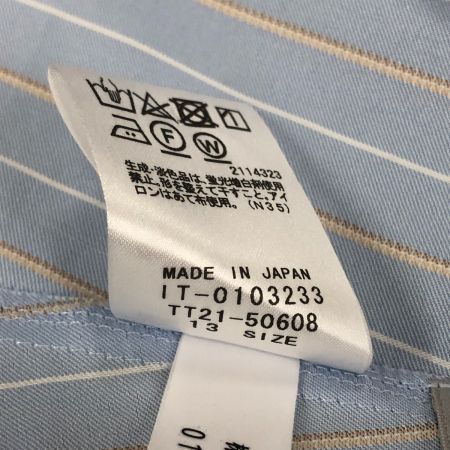 F W
2114323
生成・淡色品は、蛍光増白剤使用
禁止。形を整えて干すこと。アイ
ロンはあて布使用。 (N35)
MADE IN JAPAN
IT-0103233
TT21-50608
13 SIZE
01